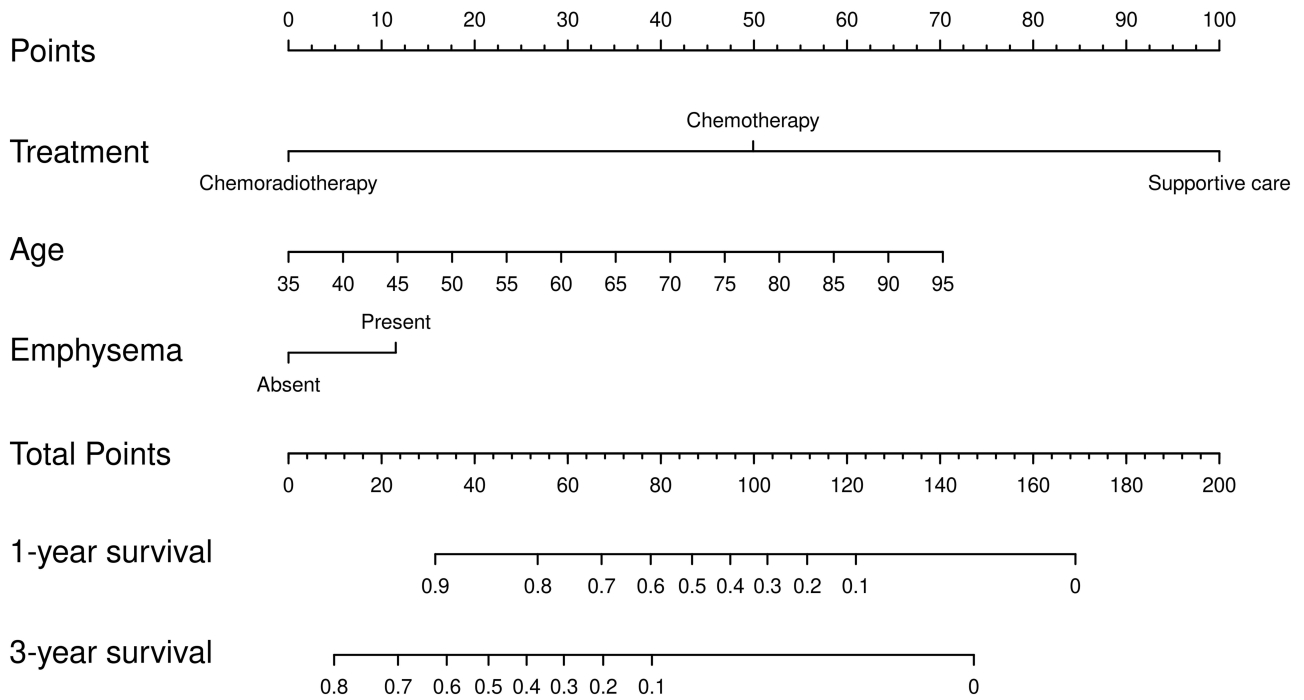 0 10 20 30 40 50 60 70 80 90 100
Points
Chemotherapy
Treatment
Chemoradiotherapy Supportive care
Age
35 40 45 50 55 60 65 70 75 80 85 90 95
Present
Emphysema
Absent
Total Points
0 20 40 60 80 100 120 140 160 180 200
1-year survival
0.9 0.8 0.7 0.6 0.5 0.4 0.3 0.2 0.1 0
3-year survival
0.8 0.7 0.6 0.5 0.4 0.3 0.2 0.1 0